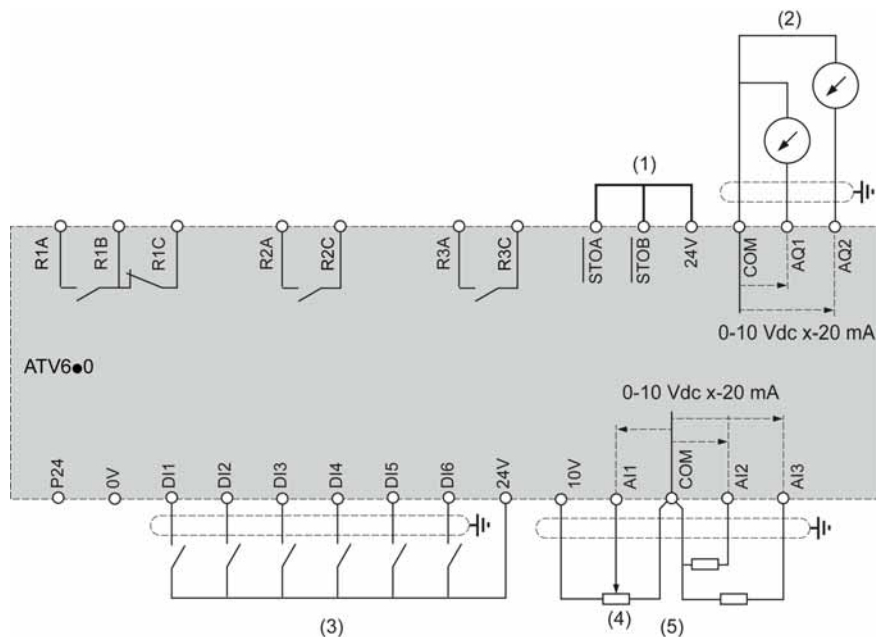 (2)
(1)
R1A R1B R1C R2A R2C R3A R3C STOA STOB 24V COM AQ1 AQ2
0-10 Vdc x-20 mA
ATV6●0
0-10 Vdc x-20 mA
P24 0V DI1 DI2 DI3 DI4 DI5 DI6 24V 10V AI1 COM AI2 AI3
(3) (4) (5)